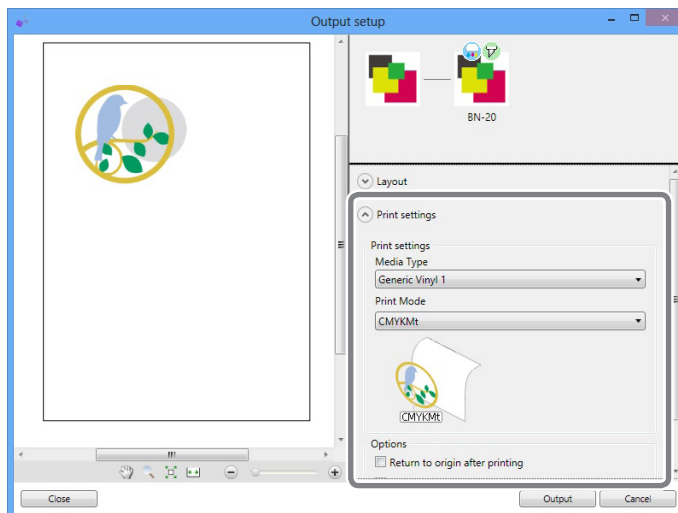 Output setup
BN-20
Layout
Print settings
Print settings
Media Type
Generic Vinyl 1
Print Mode
CMYKMt
CMYKMt
Options
Return to origin after printing
Close
Output
Cancel